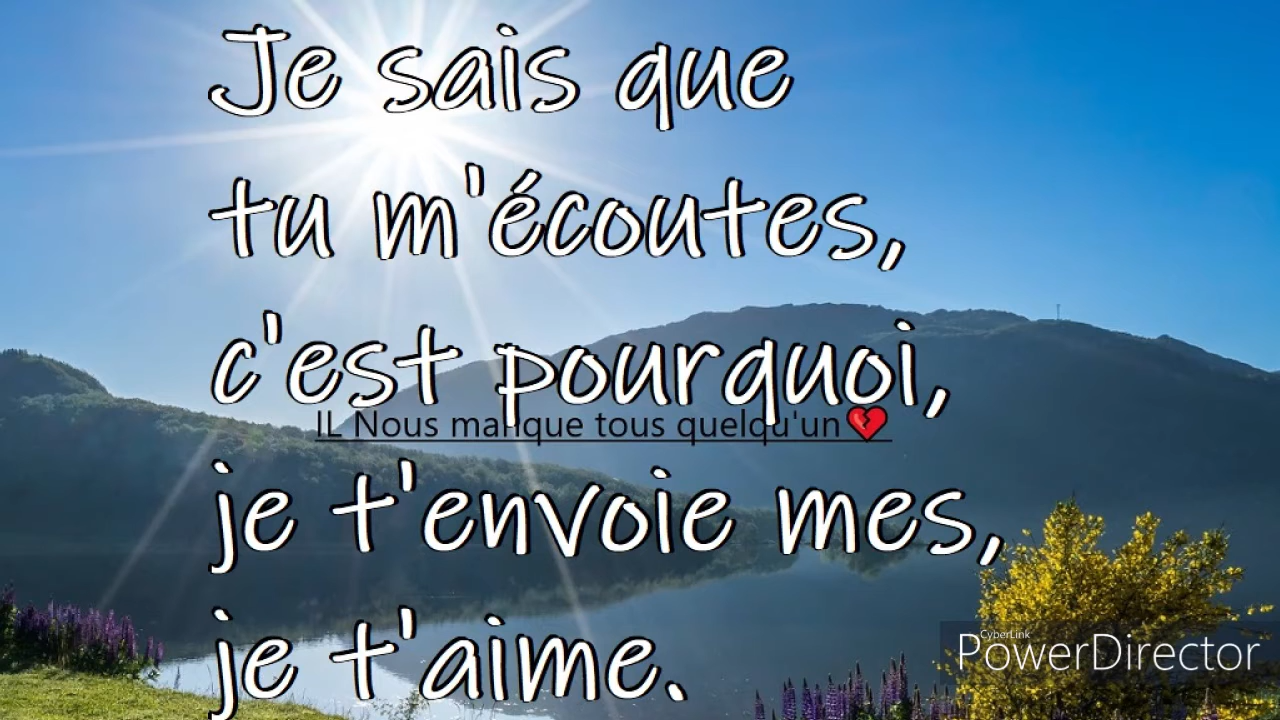 Je sais que
tu m'écoutes,
c'est pourquoi,
IL Nous manque tous quelqu'un💔
je t'envoie mes,
je t'aime.
CyberLink
PowerDirector